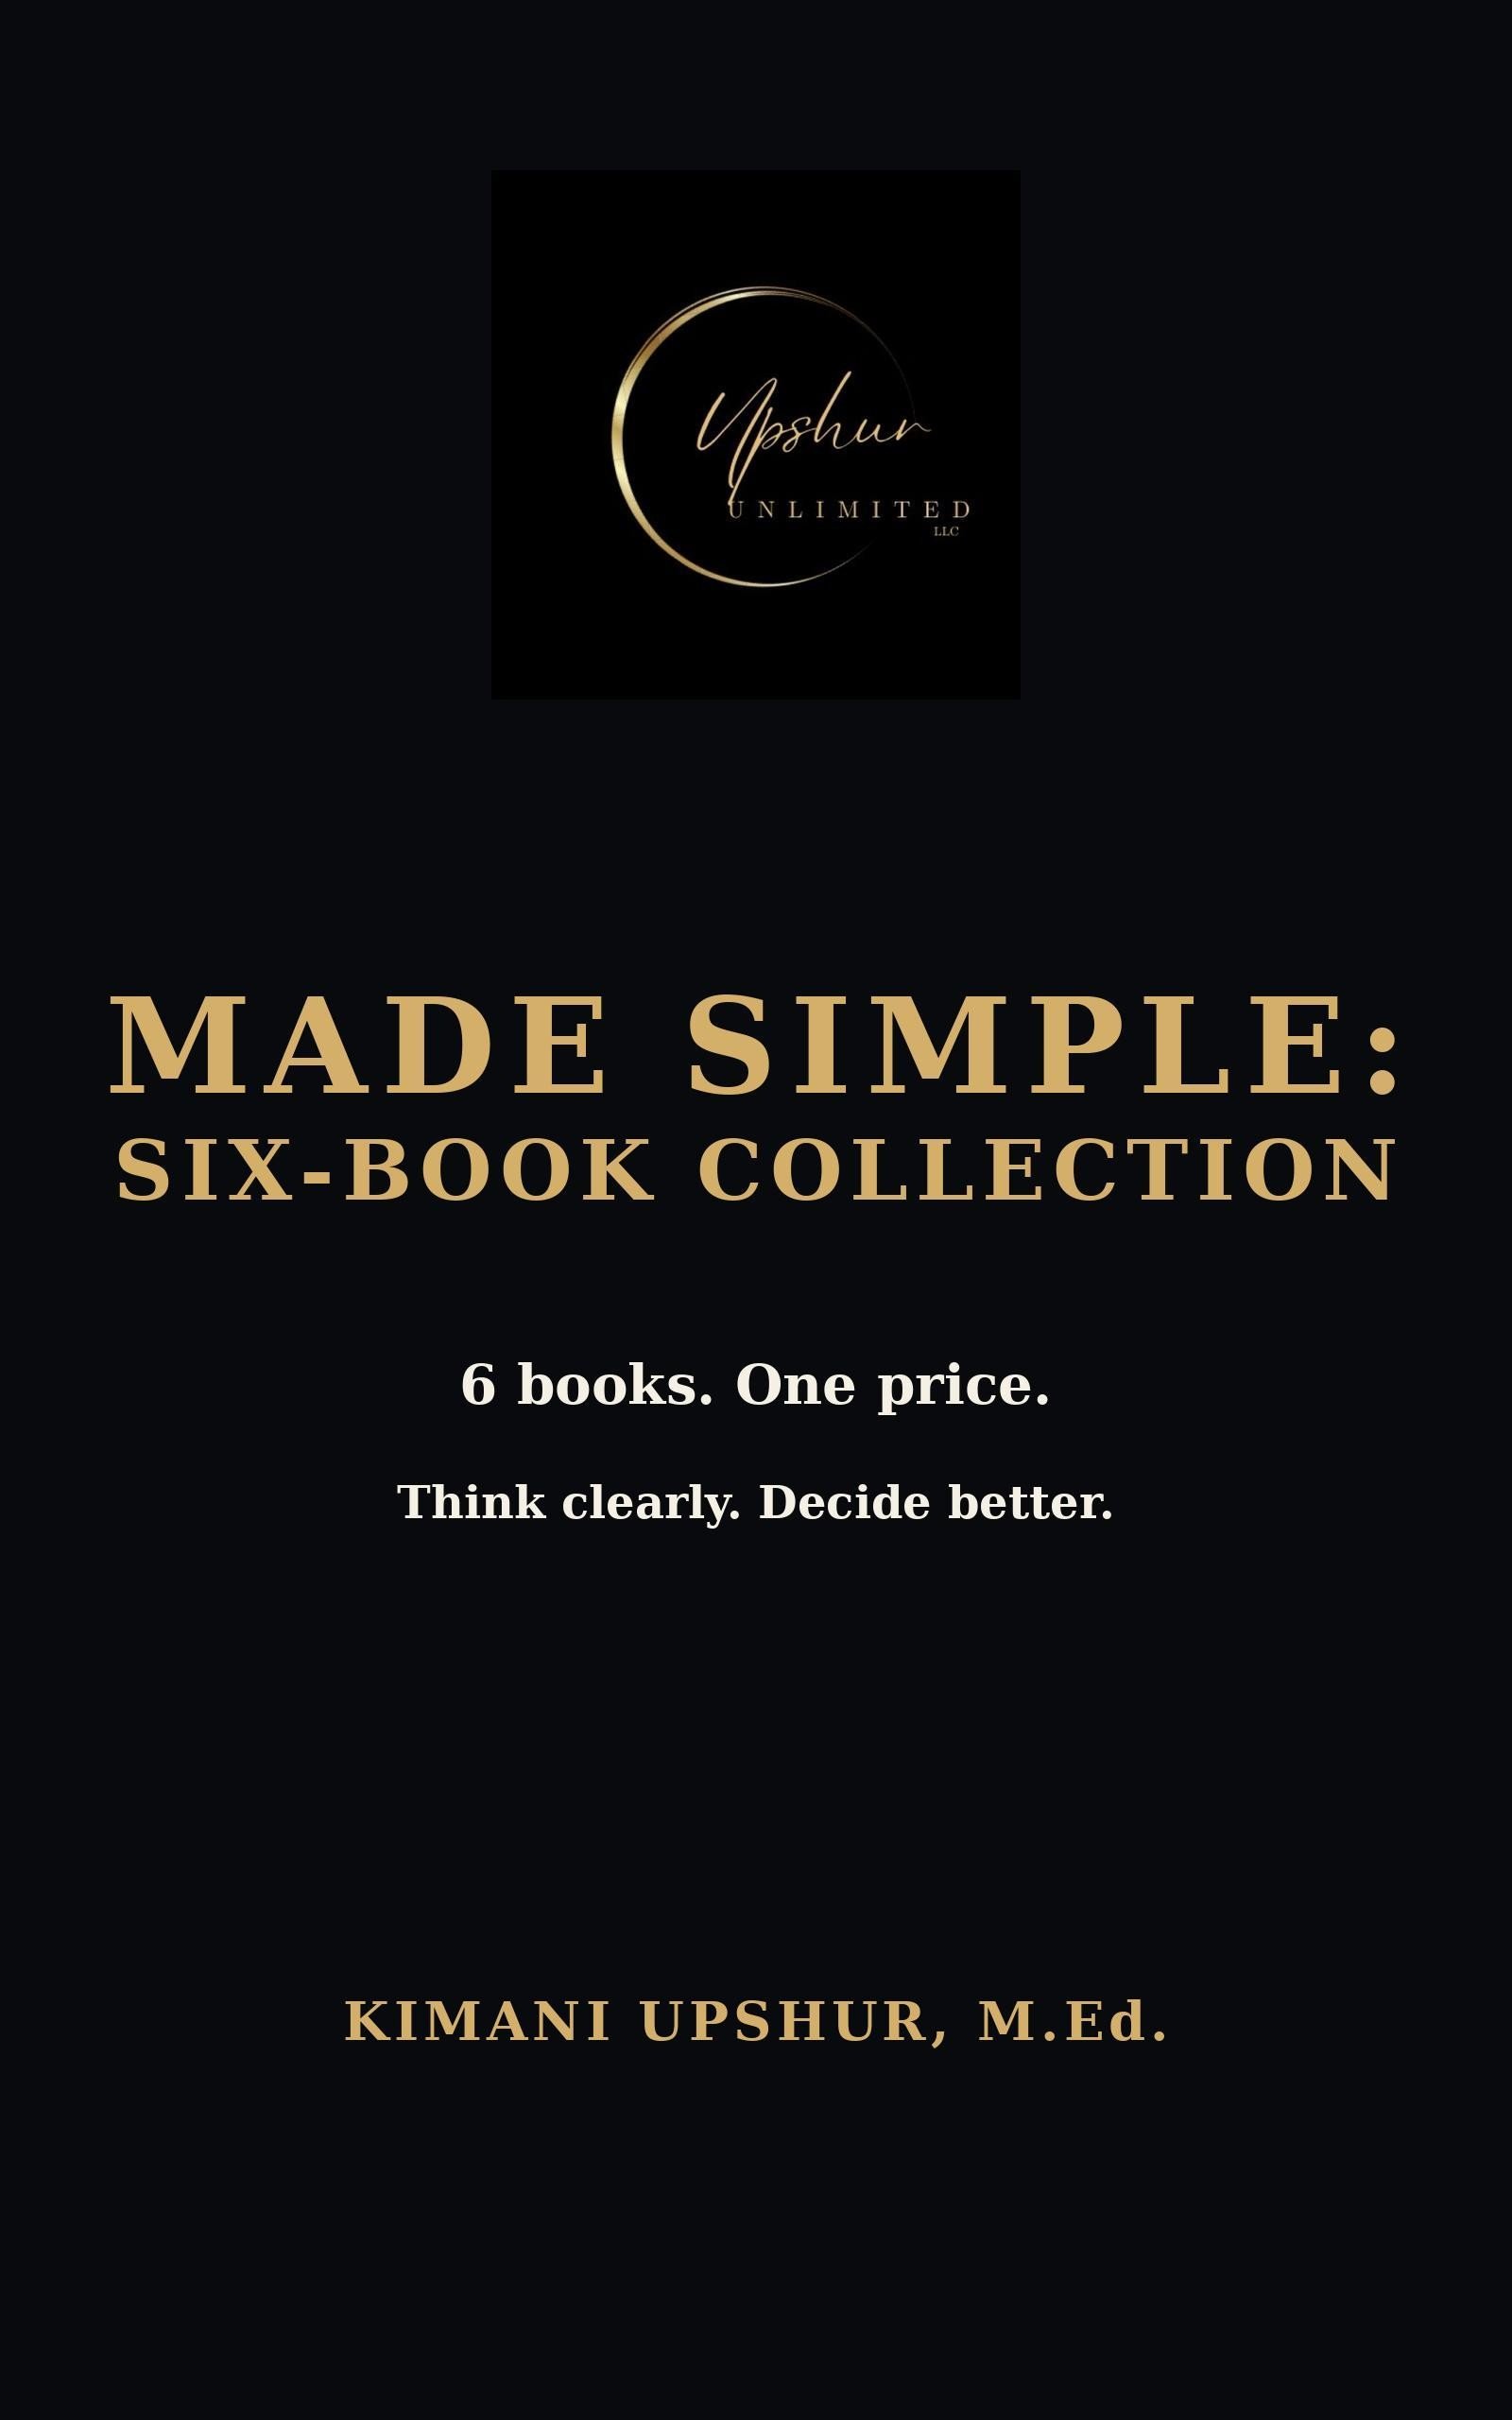 Upshur
UNLIMITED
LLC
MADE SIMPLE:
SIX-BOOK COLLECTION
6 books. One price.
Think clearly. Decide better.
KIMANI UPSHUR, M.Ed.